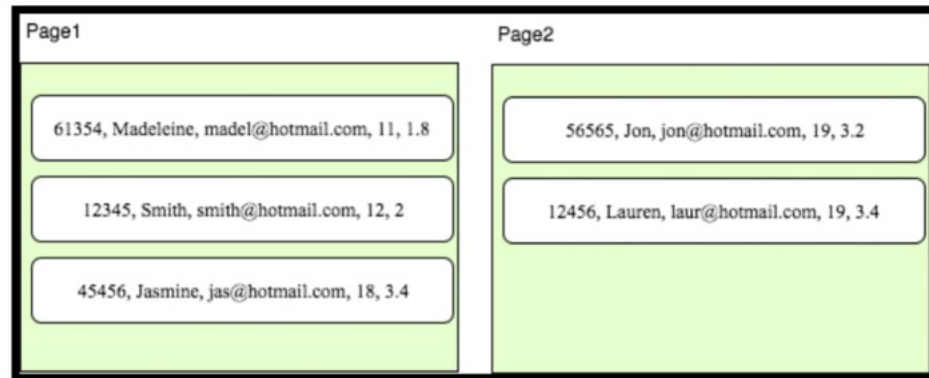 Page1
61354, Madeleine, madel@hotmail.com, 11, 1.8
12345, Smith, smith@hotmail.com, 12, 2
45456, Jasmine, jas@hotmail.com, 18, 3.4
Page2
56565, Jon, jon@hotmail.com, 19, 3.2
12456, Lauren, laur@hotmail.com, 19, 3.4